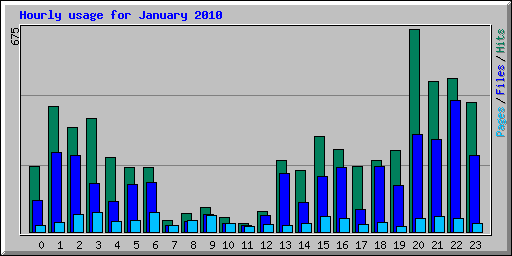 Hourly usage for January 2010
675
Pages/Files/Hits
0 1 2 3 4 5 6 7 8 9 10 11 12 13 14 15 16 17 18 19 20 21 22 23